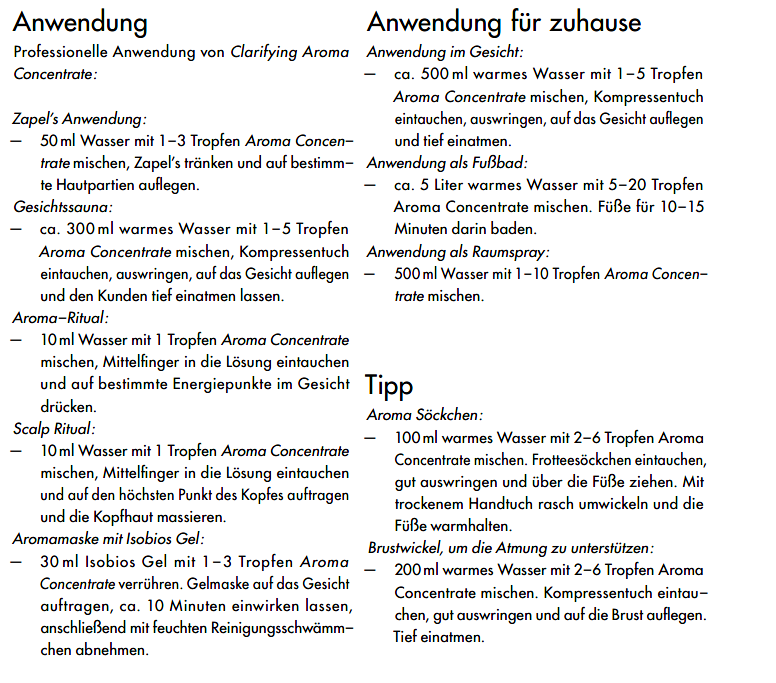 Anwendung
Professionelle Anwendung von Clarifying Aroma
Concentrate:
Zapel's Anwendung:
– 50 ml Wasser mit 1–3 Tropfen Aroma Concen–
trate mischen, Zapel's tränken und auf bestimm–
te Hautpartien auflegen.
Gesichtssauna:
– ca. 300 ml warmes Wasser mit 1–5 Tropfen
Aroma Concentrate mischen, Kompressentuch
eintauchen, auswringen, auf das Gesicht auflegen
und den Kunden tief einatmen lassen.
Aroma–Ritual:
– 10 ml Wasser mit 1 Tropfen Aroma Concentrate
mischen, Mittelfinger in die Lösung eintauchen
und auf bestimmte Energiepunkte im Gesicht
drücken.
Scalp Ritual:
– 10 ml Wasser mit 1 Tropfen Aroma Concentrate
mischen, Mittelfinger in die Lösung eintauchen
und auf den höchsten Punkt des Kopfes auftragen
und die Kopfhaut massieren.
Aromamaske mit Isobios Gel:
– 30 ml Isobios Gel mit 1–3 Tropfen Aroma
Concentrate verrühren. Gelmaske auf das Gesicht
auftragen, ca. 10 Minuten einwirken lassen,
anschließend mit feuchten Reinigungsschwämm–
chen abnehmen.
Anwendung für zuhause
Anwendung im Gesicht:
– ca. 500 ml warmes Wasser mit 1–5 Tropfen
Aroma Concentrate mischen, Kompressentuch
eintauchen, auswringen, auf das Gesicht auflegen
und tief einatmen.
Anwendung als Fußbad:
– ca. 5 Liter warmes Wasser mit 5–20 Tropfen
Aroma Concentrate mischen. Füße für 10–15
Minuten darin baden.
Anwendung als Raumspray:
– 500 ml Wasser mit 1–10 Tropfen Aroma Concen–
trate mischen.
Tipp
Aroma Söckchen:
– 100 ml warmes Wasser mit 2–6 Tropfen Aroma
Concentrate mischen. Frotteesöckchen eintauchen,
gut auswringen und über die Füße ziehen. Mit
trockenem Handtuch rasch umwickeln und die
Füße warmhalten.
Brustwickel, um die Atmung zu unterstützen:
– 200 ml warmes Wasser mit 2–6 Tropfen Aroma
Concentrate mischen. Kompressentuch eintau–
chen, gut auswringen und auf die Brust auflegen.
Tief einatmen.